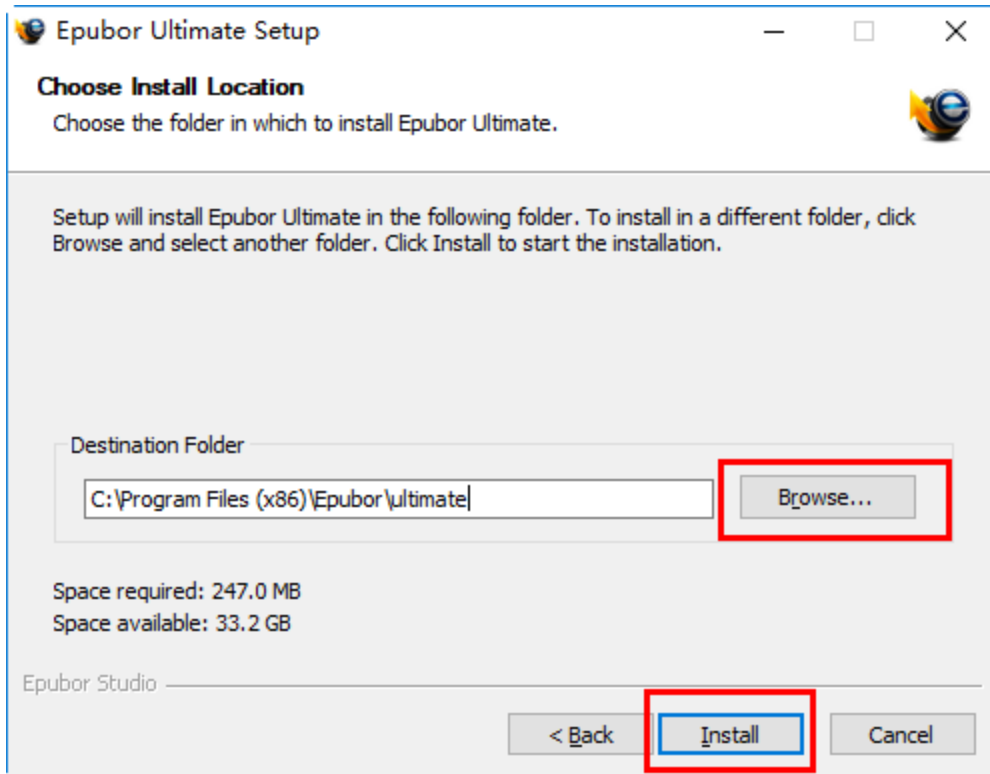 Epubor Ultimate Setup
Choose Install Location
Choose the folder in which to install Epubor Ultimate.
Setup will install Epubor Ultimate in the following folder. To install in a different folder, click
Browse and select another folder. Click Install to start the installation.
Destination Folder
C:\Program Files (x86)\Epubor\ultimate
Browse...
Space required: 247.0 MB
Space available: 33.2 GB
Epubor Studio
< Back
Install
Cancel